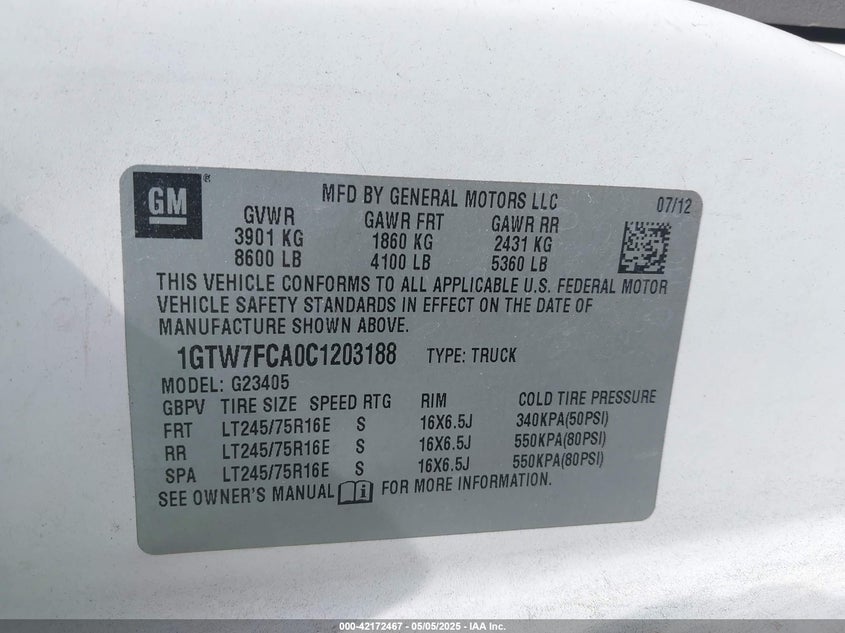 GM®
MFD BY GENERAL MOTORS LLC 07/12
GVWR GAWR FRT GAWR RR
3901 KG 1860 KG 2431 KG
8600 LB 4100 LB 5360 LB
THIS VEHICLE CONFORMS TO ALL APPLICABLE U.S. FEDERAL MOTOR
VEHICLE SAFETY STANDARDS IN EFFECT ON THE DATE OF
MANUFACTURE SHOWN ABOVE.
1GTW7FCA0C1203188 TYPE: TRUCK
MODEL: G23405
GBPV TIRE SIZE SPEED RTG RIM COLD TIRE PRESSURE
FRT LT245/75R16E S 16X6.5J 340KPA(50PSI)
RR LT245/75R16E S 16X6.5J 550KPA(80PSI)
SPA LT245/75R16E S 16X6.5J 550KPA(80PSI)
SEE OWNER'S MANUAL i FOR MORE INFORMATION.
000-42172467 - 05/05/2025 - IAA Inc.